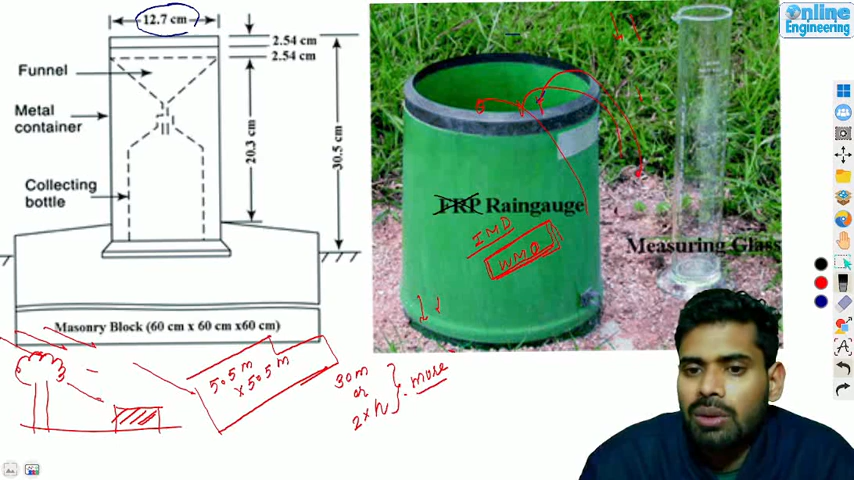 12.7 cm
2.54 cm
2.54 cm
Funnel
Metal
container
20.3 cm
30.5 cm
Collecting
bottle
Masonry Block (60 cm x 60 cm x60 cm)
FRP Raingauge
IMD
WMO
Measuring Glass
Online
Engineering
5.5 m
x 5.5 m
30m
or
2xh
more